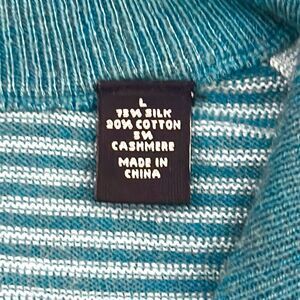 L
75% SILK
20% COTTON
5%
CASHMERE
MADE IN
CHINA